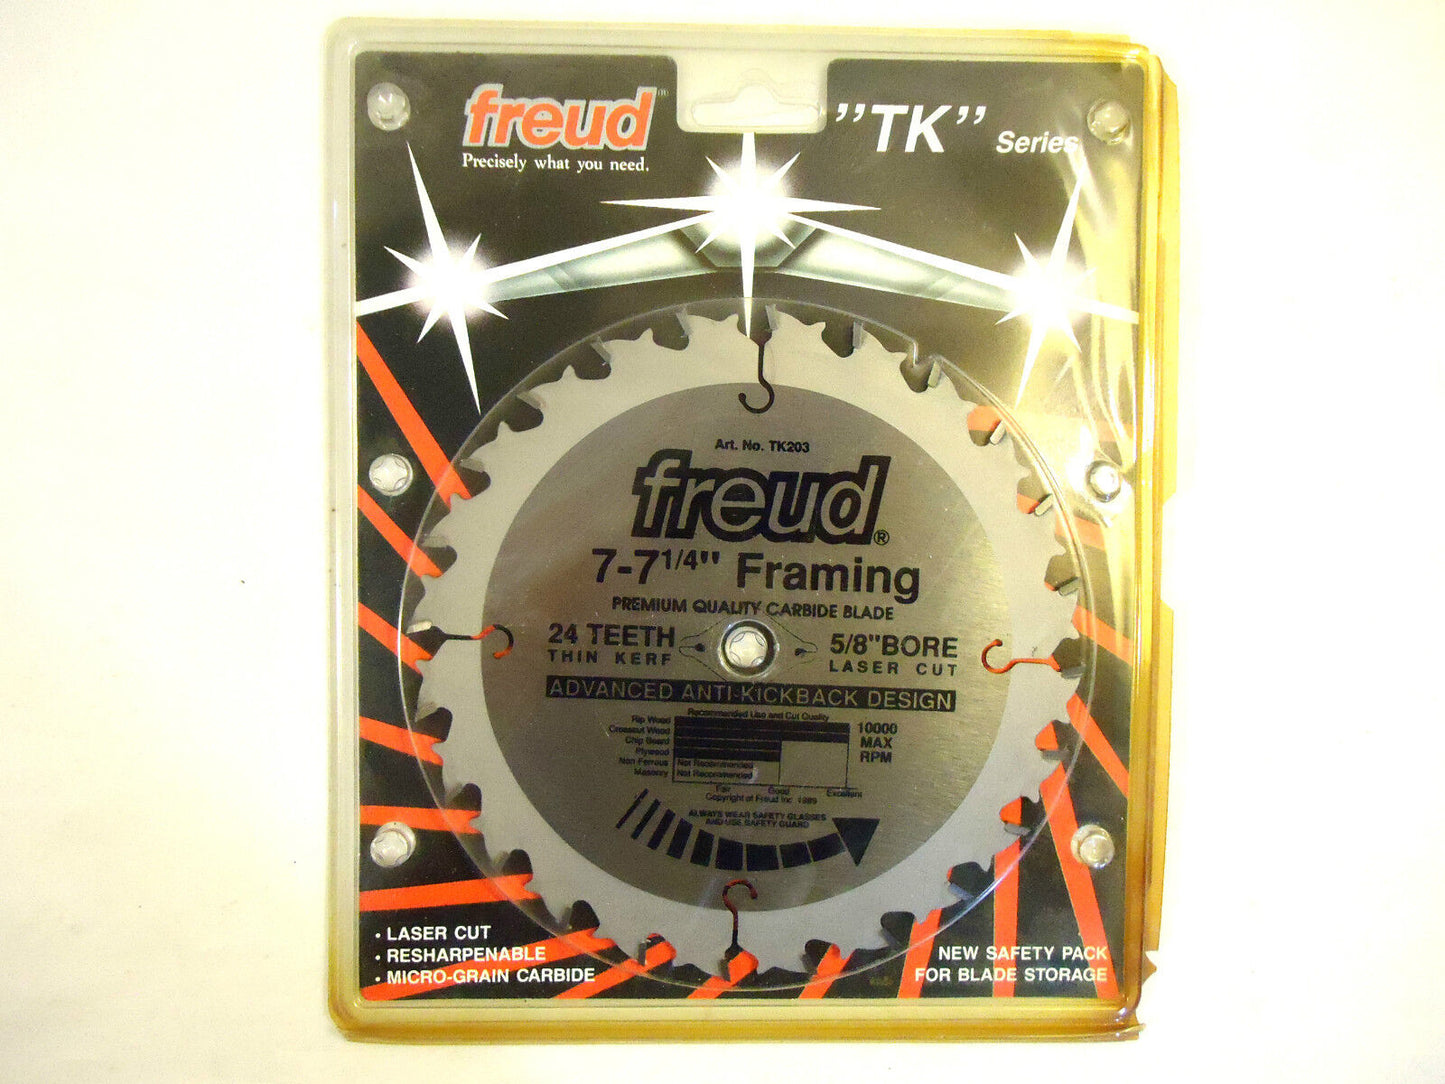 freud®
Precisely what you need.
"TK" Series
Art. No. TK203
freud®
7-7 1/4" Framing
PREMIUM QUALITY CARBIDE BLADE
24 TEETH
THIN KERF
5/8" BORE
LASER CUT
ADVANCED ANTI-KICKBACK DESIGN
Recommended Use and Cut Quality
Rip Wood
Crosscut Wood
Chip Board
Plywood
Non Ferrous Not Recommended
Masonry Not Recommended
Fair Good Excellent
10000
MAX
RPM
Copyright of Freud Inc. 1989
ALWAYS WEAR SAFETY GLASSES
AND USE SAFETY GUARD
• LASER CUT
• RESHARPENABLE
• MICRO-GRAIN CARBIDE
NEW SAFETY PACK
FOR BLADE STORAGE